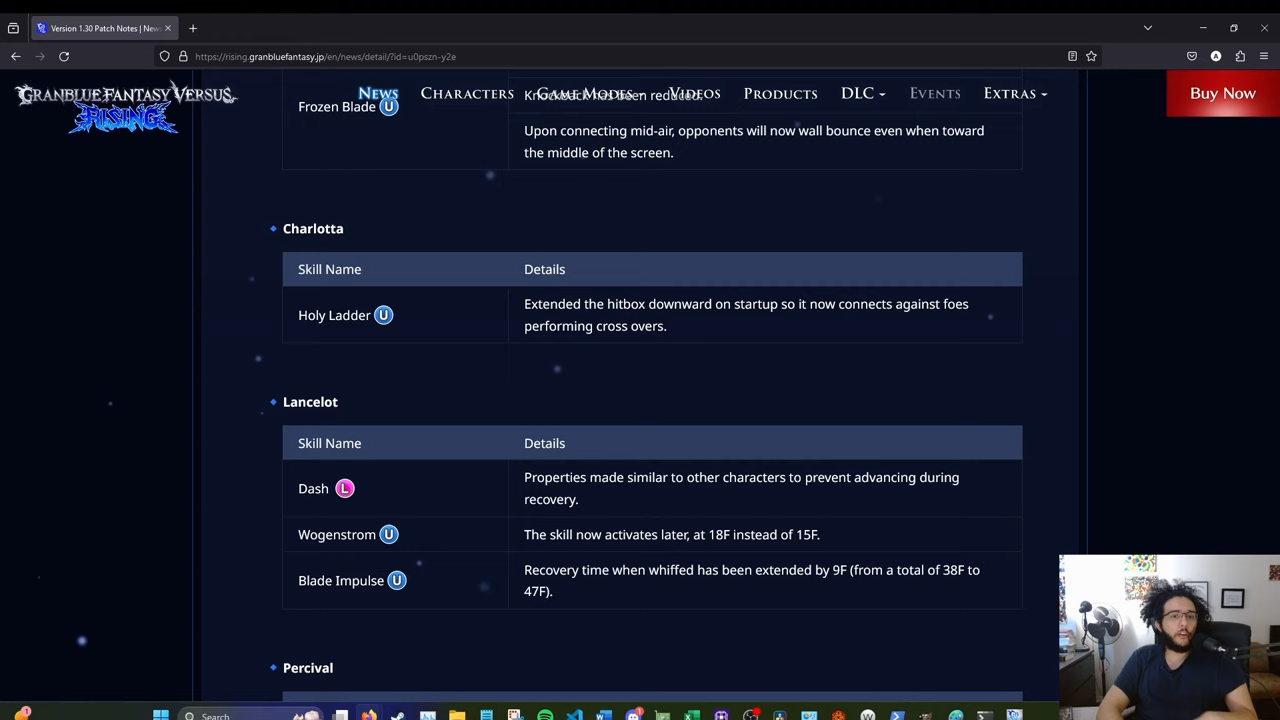 Version 1.30 Patch Notes | New
https://rising.granbluefantasy.jp/en/news/detail/?id=u0pszn-y2e
GRANBLUE FANTASY VERSUS
RISING
NEWS
CHARACTERS
GAME MODES
VIDEOS
PRODUCTS
DLC
EVENTS
EXTRAS
Buy Now
Knockback has been reduced.
Frozen Blade U
Upon connecting mid-air, opponents will now wall bounce even when toward
the middle of the screen.
Charlotta
Skill Name
Details
Holy Ladder U
Extended the hitbox downward on startup so it now connects against foes
performing cross overs.
Lancelot
Skill Name
Details
Dash L
Properties made similar to other characters to prevent advancing during
recovery.
Wogenstrom U
The skill now activates later, at 18F instead of 15F.
Blade Impulse U
Recovery time when whiffed has been extended by 9F (from a total of 38F to
47F).
Percival
Search